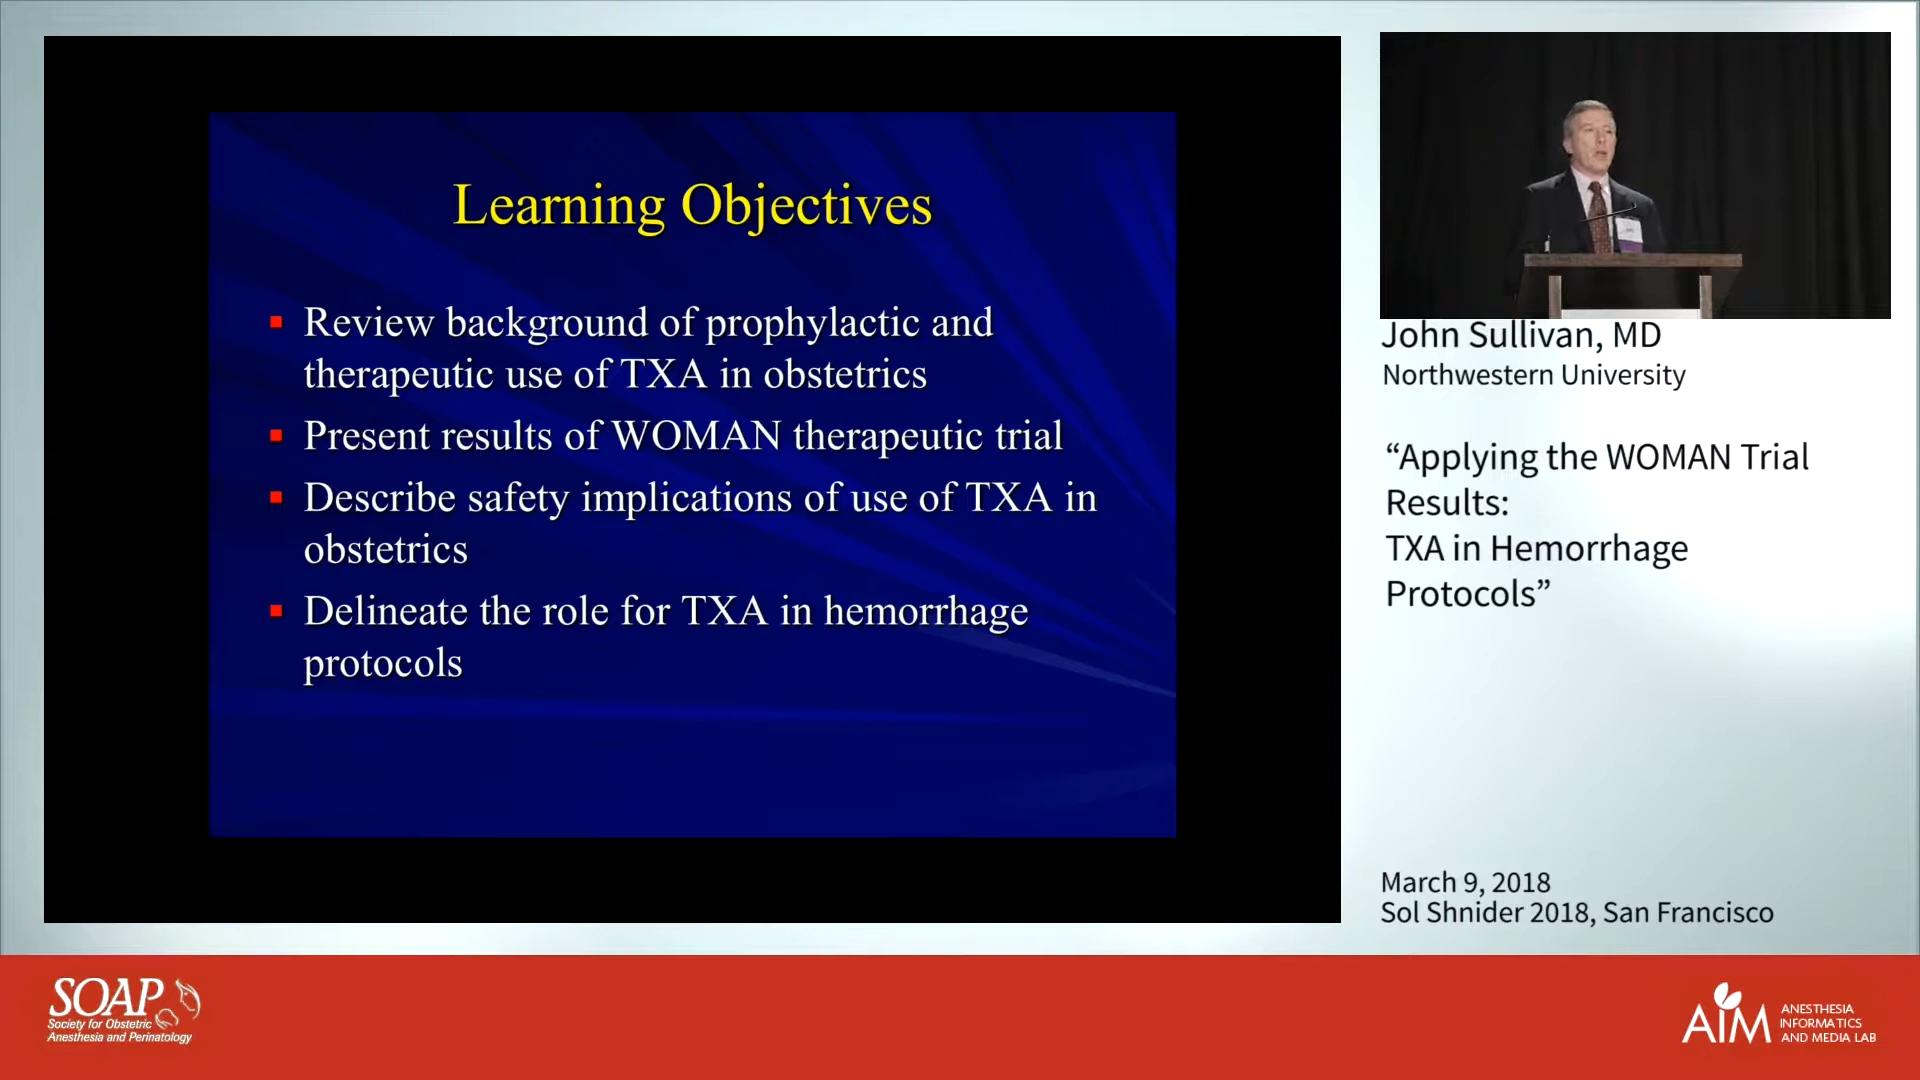 Learning Objectives
Review background of prophylactic and
therapeutic use of TXA in obstetrics
Present results of WOMAN therapeutic trial
Describe safety implications of use of TXA in
obstetrics
Delineate the role for TXA in hemorrhage
protocols
John Sullivan, MD
Northwestern University
“Applying the WOMAN Trial
Results:
TXA in Hemorrhage
Protocols”
March 9, 2018
Sol Shnider 2018, San Francisco
SOAP
Society for Obstetric
Anesthesia and Perinatology
AIM
ANESTHESIA
INFORMATICS
AND MEDIA LAB